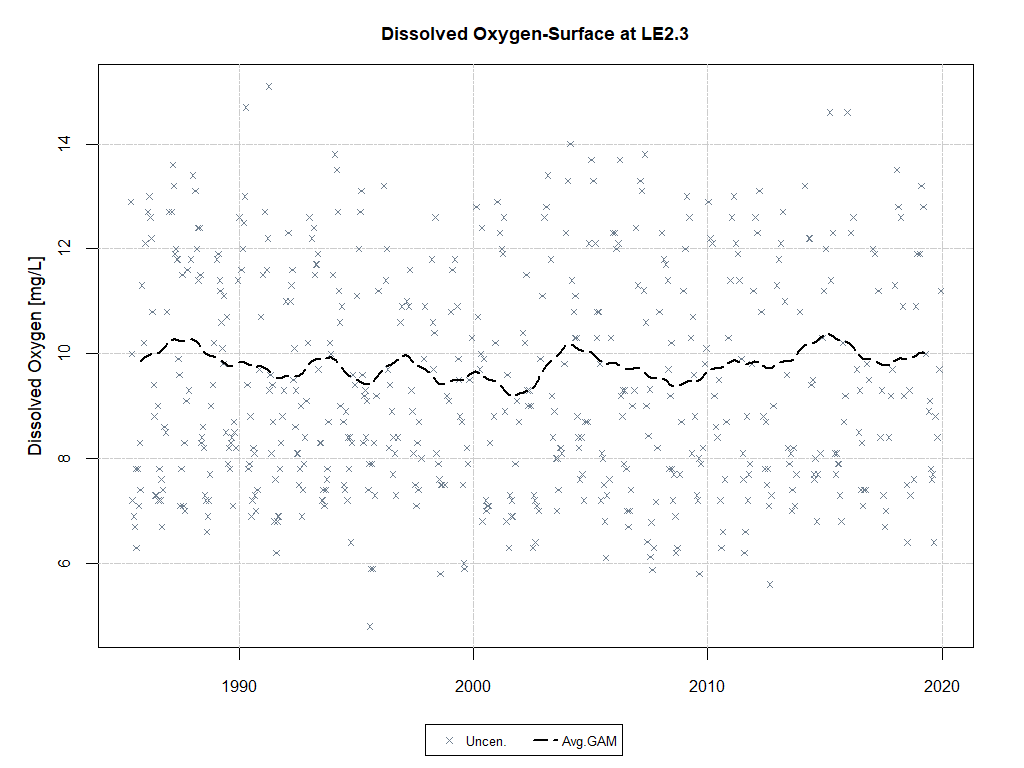 Dissolved Oxygen-Surface at LE2.3
Dissolved Oxygen [mg/L]
14
12
10
8
6
1990 2000 2010 2020
Uncen. Avg.GAM